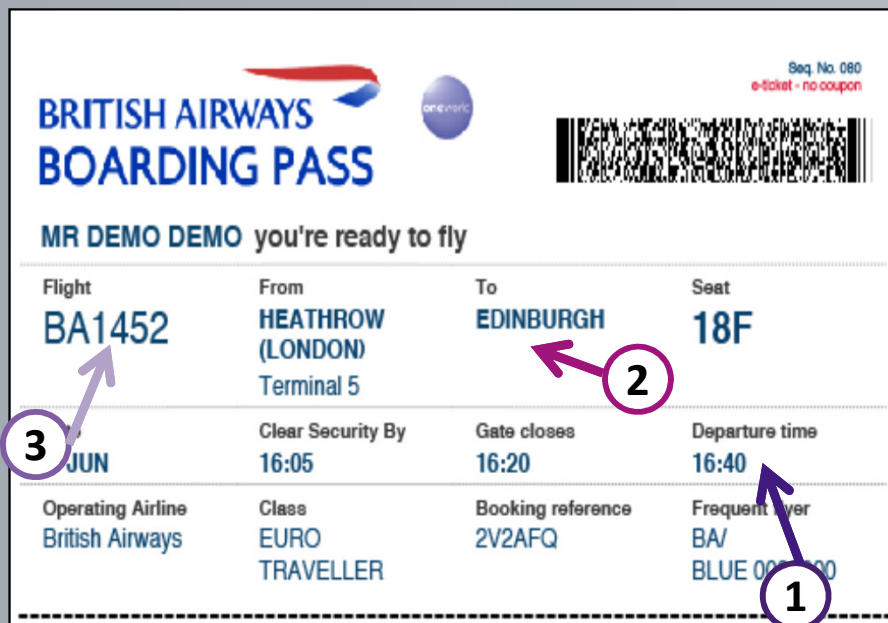 Seq. No. 080
e-ticket - no coupon
BRITISH AIRWAYS
oneworld
BOARDING PASS
MR DEMO DEMO you're ready to fly
Flight From To Seat
BA1452 HEATHROW (LONDON) EDINBURGH 18F
Terminal 5
2
3
Clear Security By Gate closes Departure time
JUN 16:05 16:20 16:40
Operating Airline Class Booking reference Frequent
British Airways EURO TRAVELLER 2V2AFQ BA/
BLUE
1